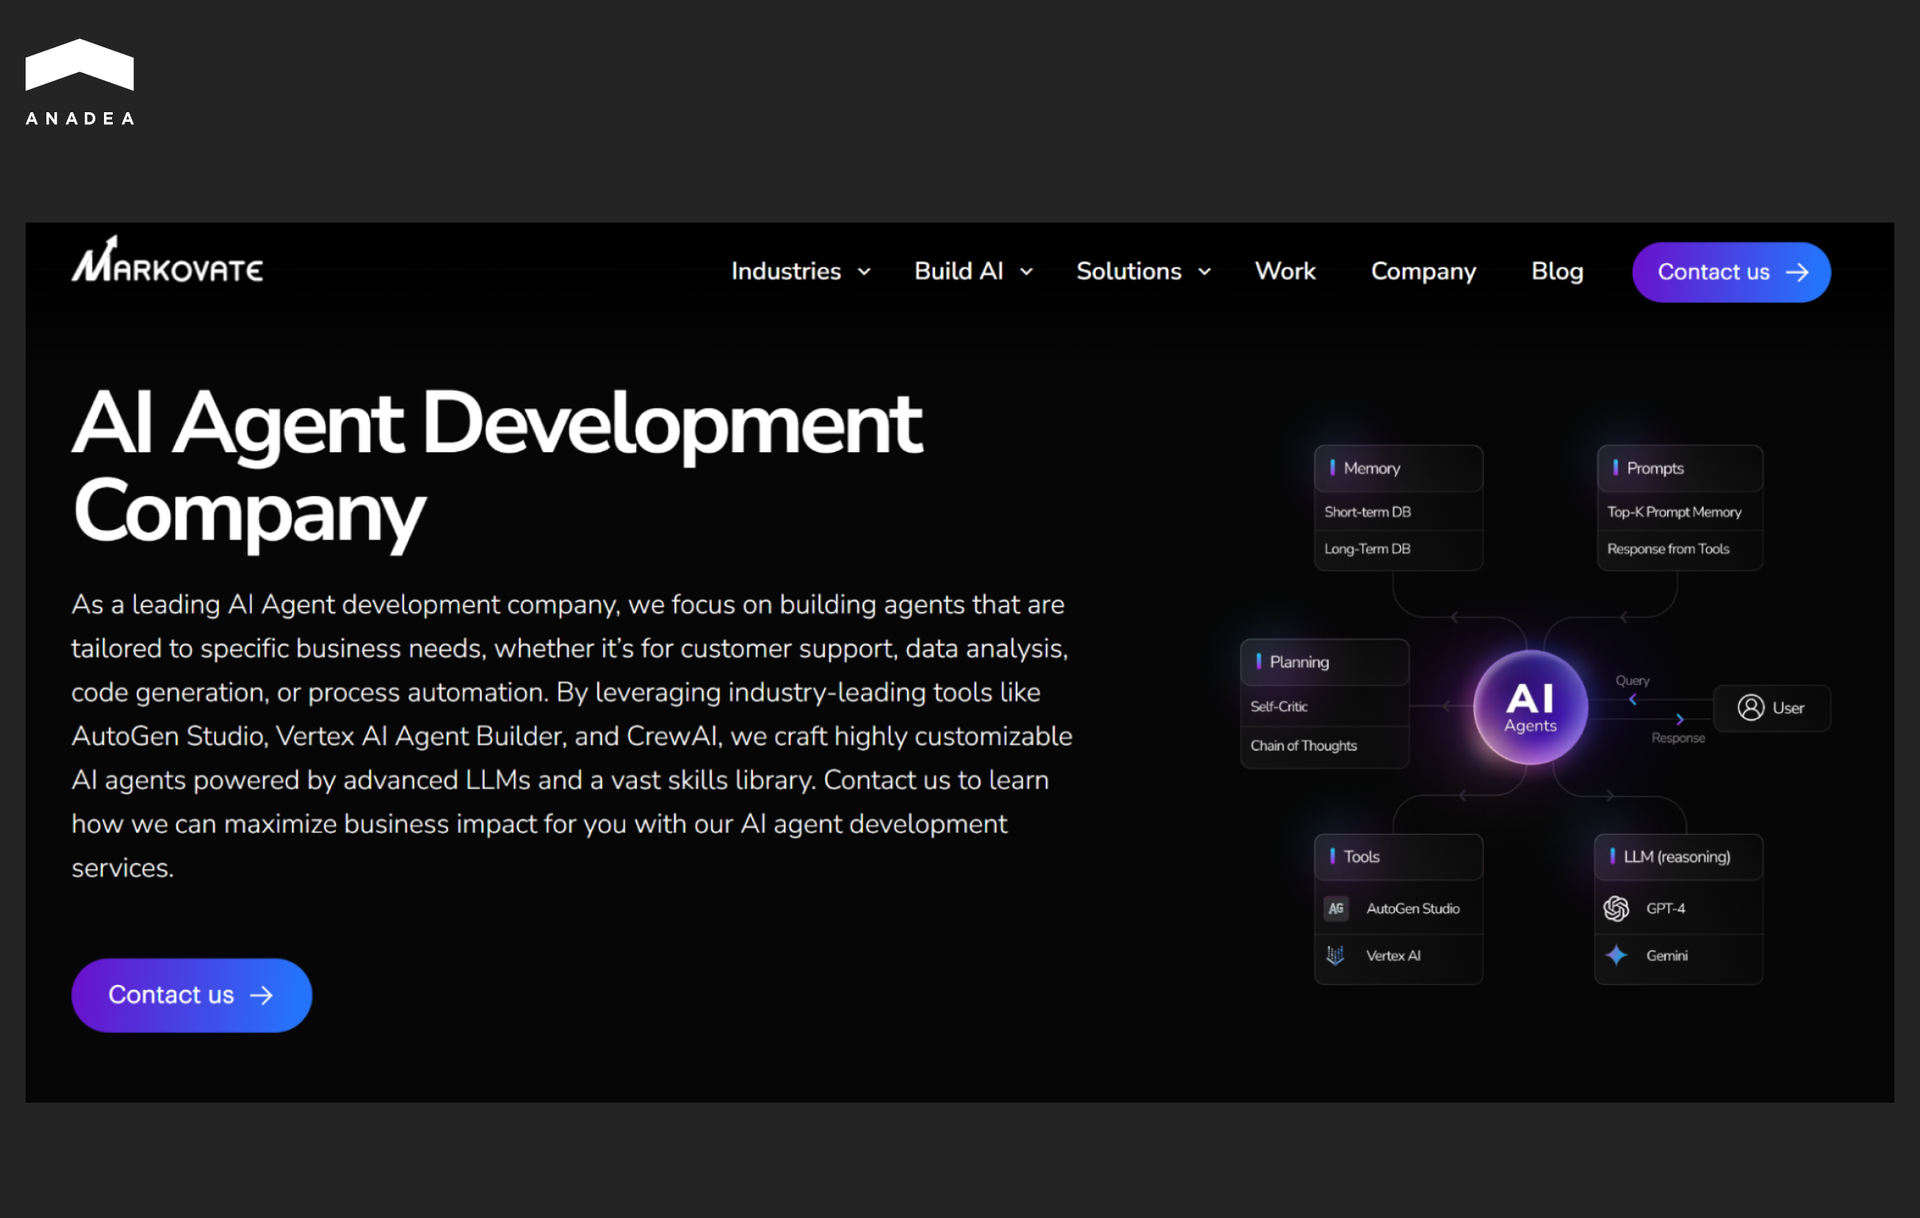 ANADEA
MARKOVATE
Industries
Build AI
Solutions
Work
Company
Blog
Contact us
AI Agent Development
Company
As a leading AI Agent development company, we focus on building agents that are
tailored to specific business needs, whether it’s for customer support, data analysis,
code generation, or process automation. By leveraging industry-leading tools like
AutoGen Studio, Vertex AI Agent Builder, and CrewAI, we craft highly customizable
AI agents powered by advanced LLMs and a vast skills library. Contact us to learn
how we can maximize business impact for you with our AI agent development
services.
Contact us
Memory
Short-term DB
Long-Term DB
Prompts
Top-K Prompt Memory
Response from Tools
Planning
Self-Critic
Chain of Thoughts
AI
Agents
Query
Response
User
Tools
AG AutoGen Studio
Vertex AI
LLM (reasoning)
GPT-4
Gemini